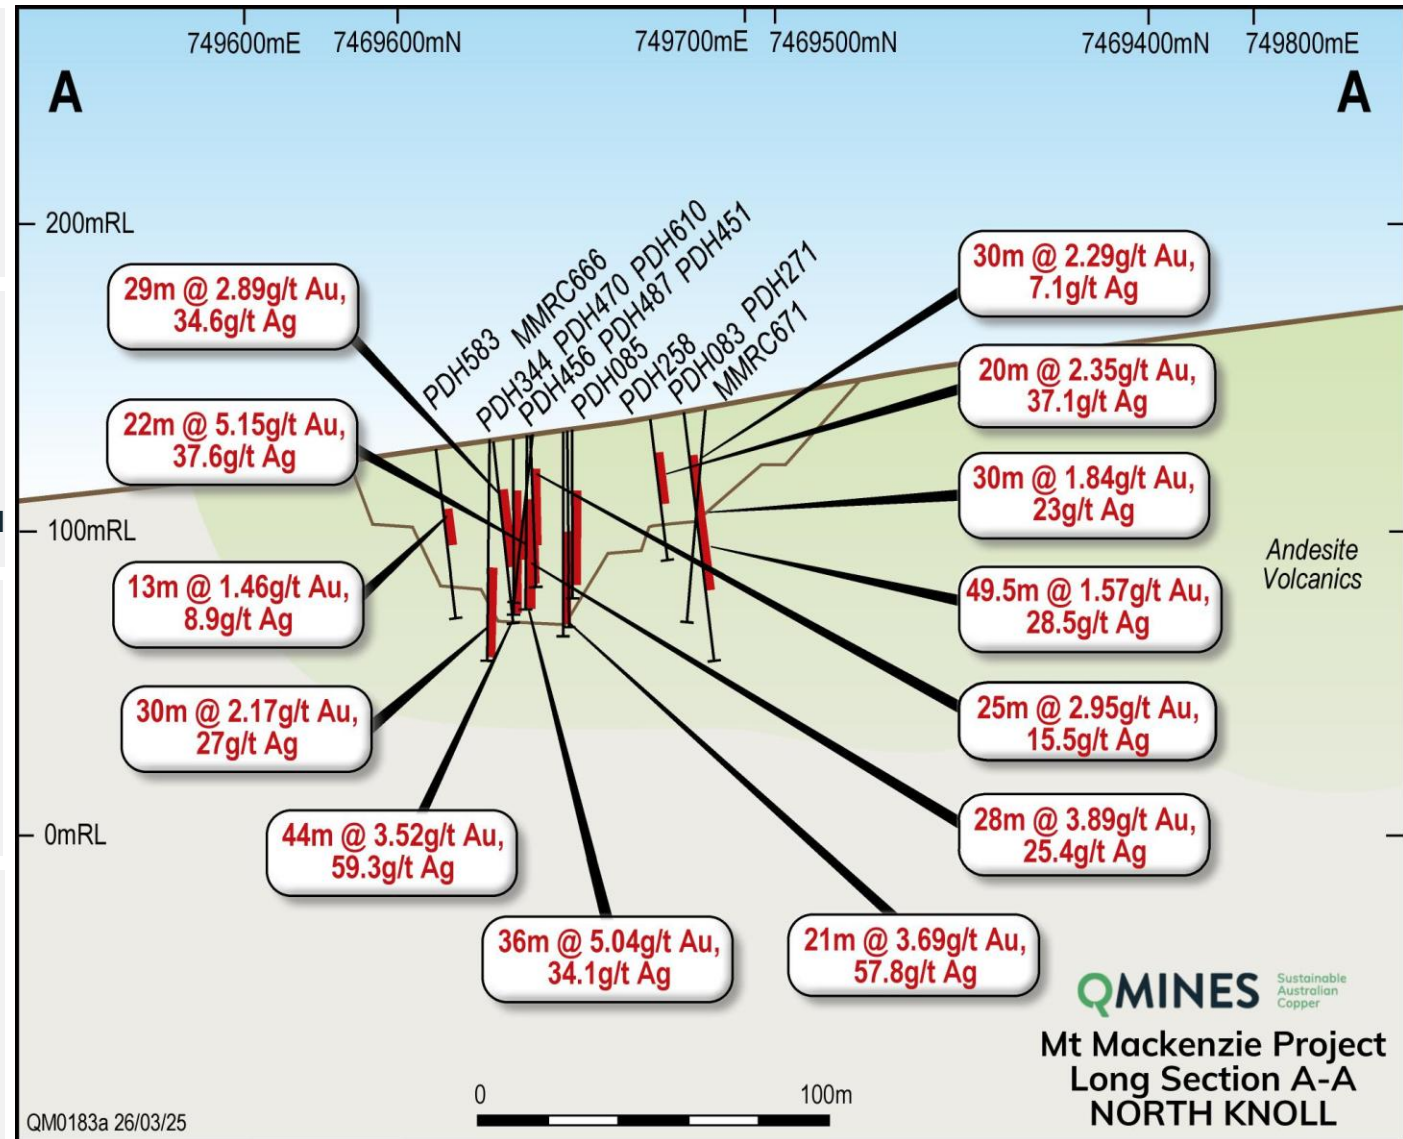 749600mE
7469600mN
749700mE
7469500mN
7469400mN
749800mE
A
A
200mRL
100mRL
0mRL
PDH583
MMRC666
PDH344 PDH470 PDH610
PDH456 PDH487 PDH451
PDH085
PDH258
PDH083 PDH271
MMRC671
29m @ 2.89g/t Au,
34.6g/t Ag
22m @ 5.15g/t Au,
37.6g/t Ag
13m @ 1.46g/t Au,
8.9g/t Ag
30m @ 2.17g/t Au,
27g/t Ag
44m @ 3.52g/t Au,
59.3g/t Ag
36m @ 5.04g/t Au,
34.1g/t Ag
21m @ 3.69g/t Au,
57.8g/t Ag
30m @ 2.29g/t Au,
7.1g/t Ag
20m @ 2.35g/t Au,
37.1g/t Ag
30m @ 1.84g/t Au,
23g/t Ag
49.5m @ 1.57g/t Au,
28.5g/t Ag
25m @ 2.95g/t Au,
15.5g/t Ag
28m @ 3.89g/t Au,
25.4g/t Ag
Andesite
Volcanics
QMINES
Sustainable
Australian
Copper
Mt Mackenzie Project
Long Section A-A
NORTH KNOLL
0
100m
QM0183a 26/03/25